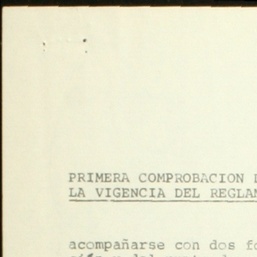 PRIMERA COMPROBACION
LA VIGENCIA DEL REGLAM
acompañarse con dos fo